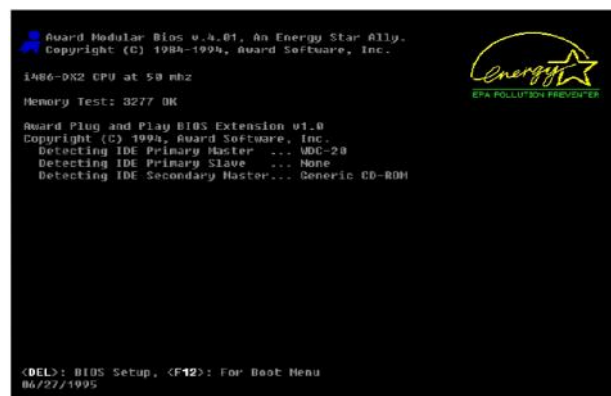 Award Modular Bios v.4.01, An Energy Star Ally.
Copyright (C) 1984-1994, Award Software, Inc.
energy
EPA POLLUTION PREVENTER
i486-DX2 CPU at 50 mhz
Memory Test: 3277 OK
Award Plug and Play BIOS Extension v1.0
Copyright (C) 1994, Award Software, Inc.
Detecting IDE Primary Master ... WDC-20
Detecting IDE Primary Slave ... None
Detecting IDE Secondary Master... Generic CD-ROM
<DEL>: BIOS Setup, <F12>: For Boot Menu
06/27/1995